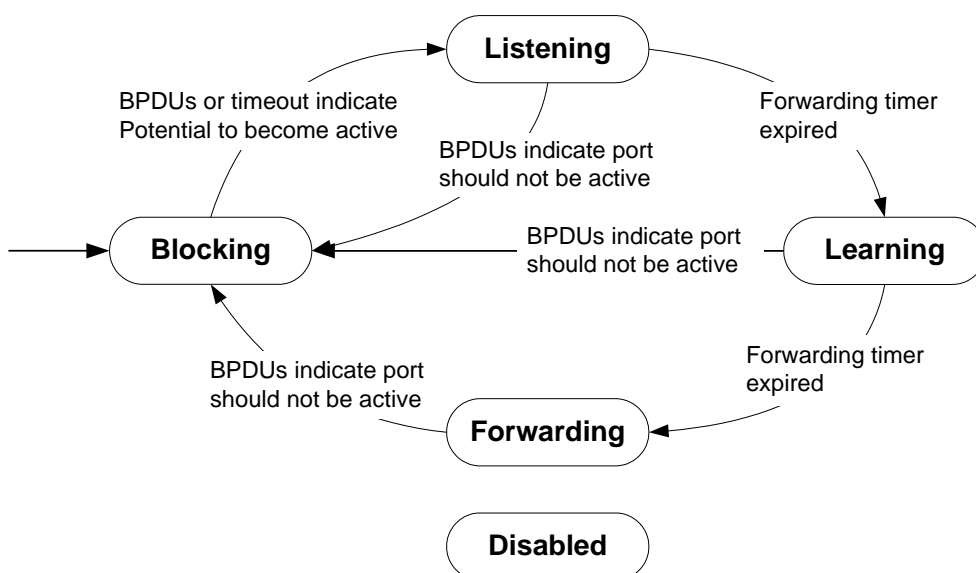 Listening
BPDUs or timeout indicate
Potential to become active
Forwarding timer
expired
BPDUs indicate port
should not be active
Blocking
BPDUs indicate port
should not be active
Learning
BPDUs indicate port
should not be active
Forwarding timer
expired
Forwarding
Disabled